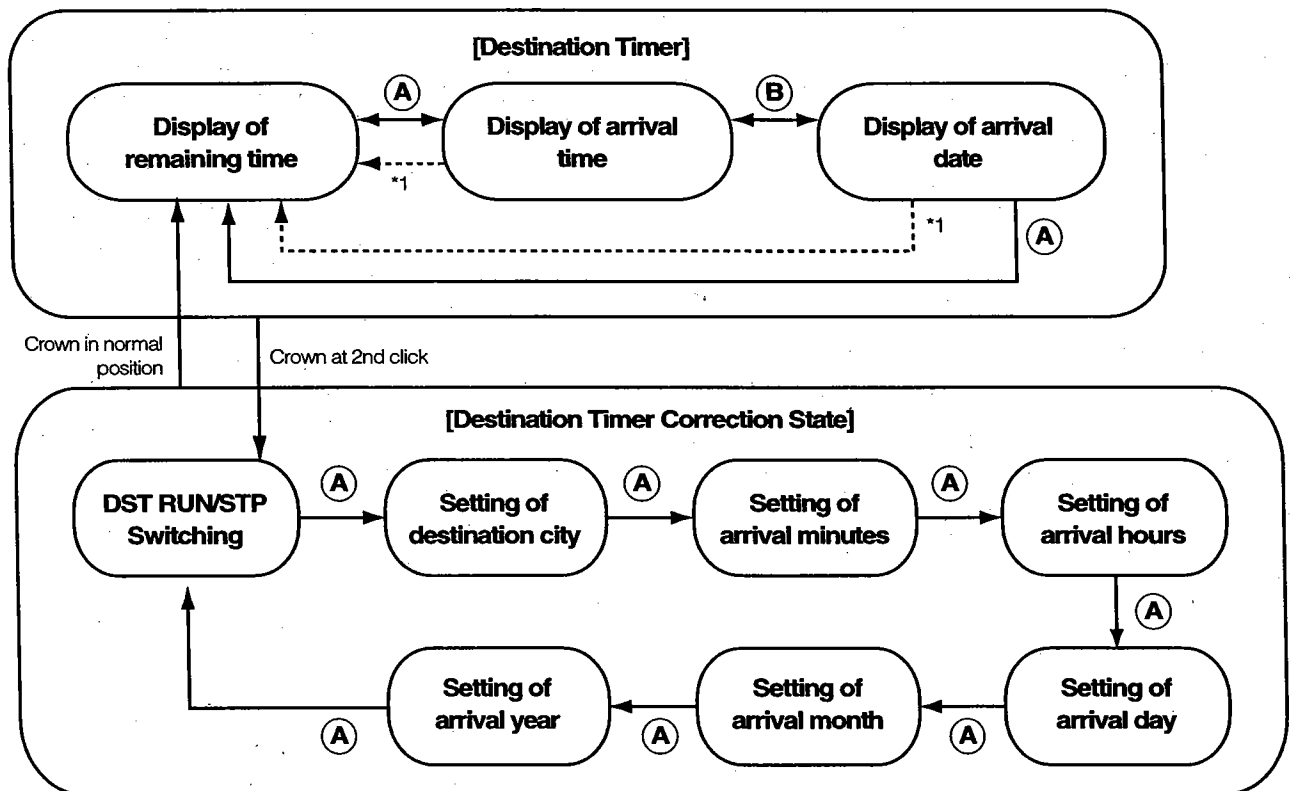 [Destination Timer]
Display of
remaining time
A
Display of arrival
time
B
Display of arrival
date
*1
*1
A
Crown in normal
position
Crown at 2nd click
[Destination Timer Correction State]
DST RUN/STP
Switching
A
Setting of
destination city
A
Setting of
arrival minutes
A
Setting of
arrival hours
A
Setting of
arrival day
A
Setting of
arrival month
A
Setting of
arrival year
A